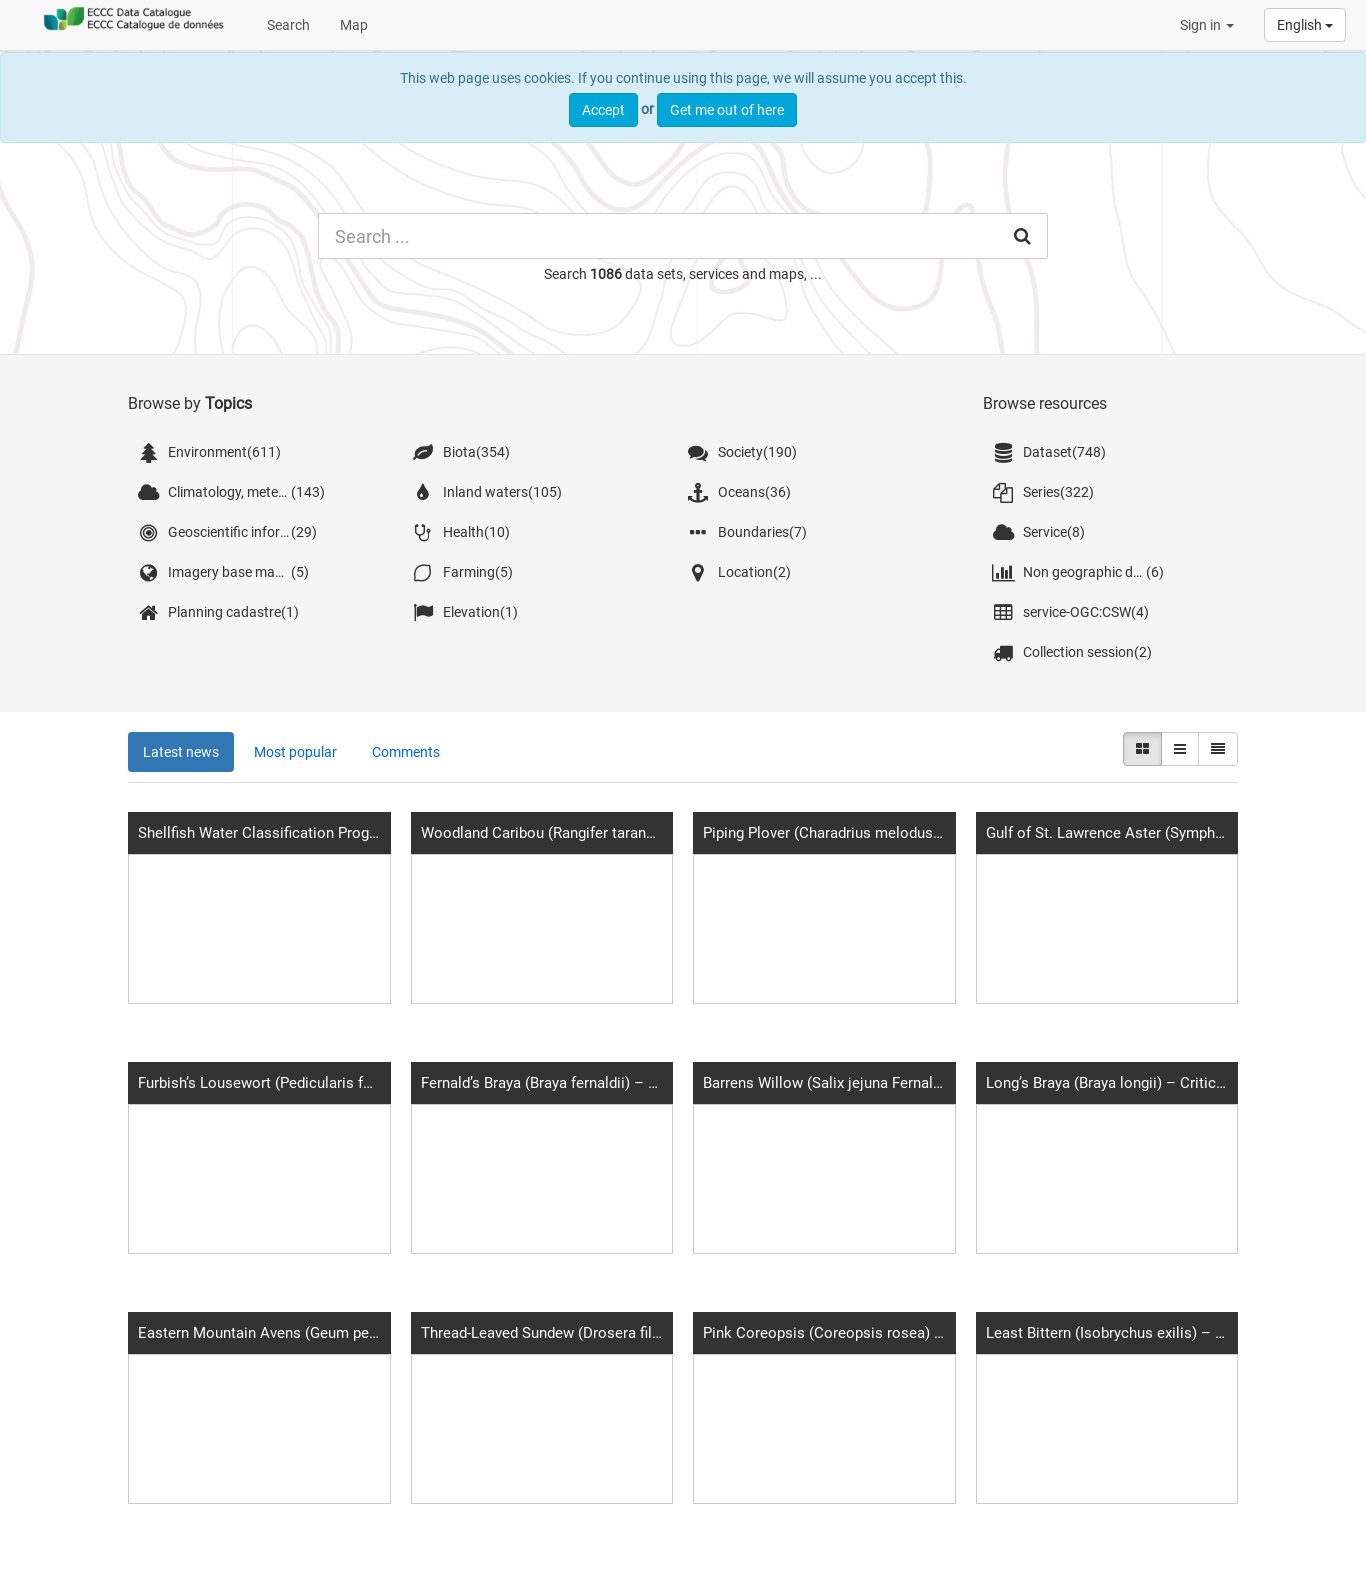 ECCC Data Catalogue
ECCC Catalogue de données
Search
Map
Sign in
English
This web page uses cookies. If you continue using this page, we will assume you accept this.
Accept or Get me out of here
Search ...
Search 1086 data sets, services and maps, ...
Browse by Topics
Environment(611)
Biota(354)
Society(190)
Climatology, mete... (143)
Inland waters(105)
Oceans(36)
Geoscientific infor... (29)
Health(10)
Boundaries(7)
Imagery base ma... (5)
Farming(5)
Location(2)
Planning cadastre(1)
Elevation(1)
Browse resources
Dataset(748)
Series(322)
Service(8)
Non geographic d... (6)
service-OGC:CSW(4)
Collection session(2)
Latest news
Most popular
Comments
Shellfish Water Classification Prog...
Woodland Caribou (Rangifer taran...
Piping Plover (Charadrius melodus...
Gulf of St. Lawrence Aster (Symph...
Furbish’s Lousewort (Pedicularis f...
Fernald’s Braya (Braya fernaldii) – ...
Barrens Willow (Salix jejuna Fernal...
Long’s Braya (Braya longii) – Critic...
Eastern Mountain Avens (Geum pe...
Thread-Leaved Sundew (Drosera fil...
Pink Coreopsis (Coreopsis rosea) ...
Least Bittern (Isobrychus exilis) – ...